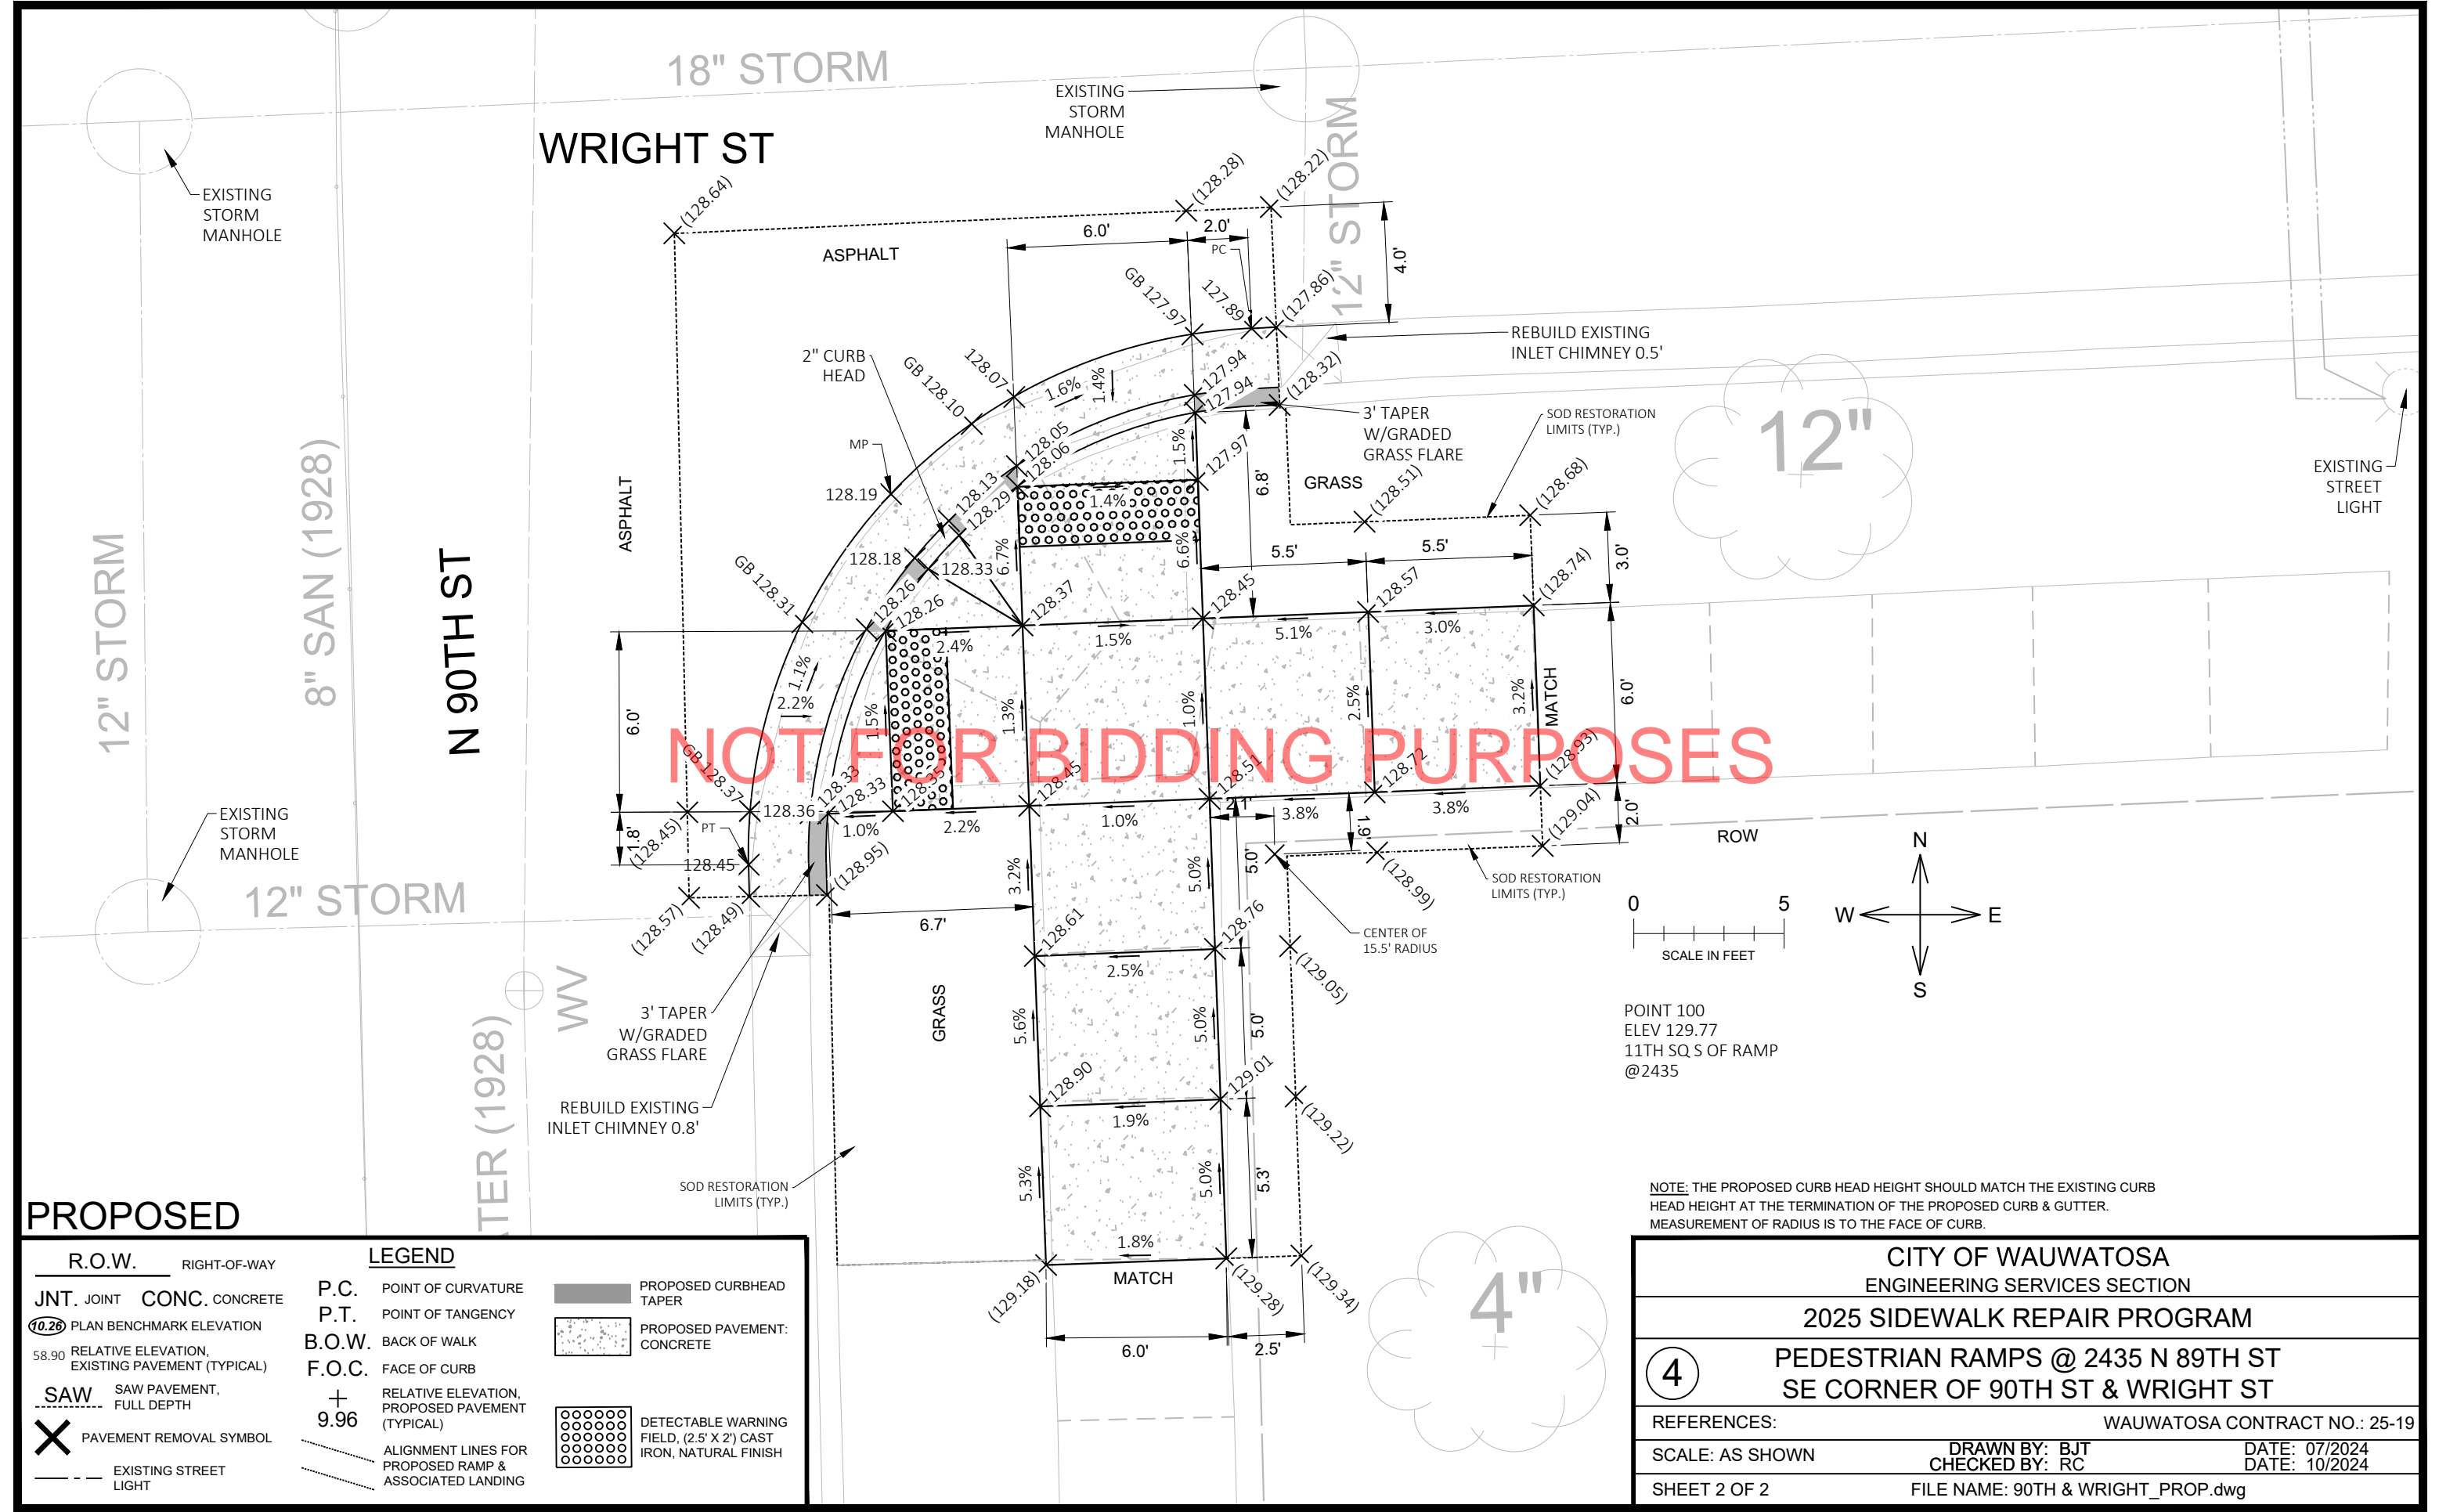 18" STORM
WRIGHT ST
EXISTING
STORM
MANHOLE
EXISTING
STORM
MANHOLE
12" STORM
(128.64)
(128.28)
(128.22)
ASPHALT
6.0'
2.0'
PC
4.0'
GB 127.97
127.89
(127.86)
REBUILD EXISTING
INLET CHIMNEY 0.5'
2" CURB
HEAD
GB 128.10
128.07
1.6%
1.4%
127.94
127.94
(128.32)
3' TAPER
W/GRADED
GRASS FLARE
SOD RESTORATION
LIMITS (TYP.)
12"
EXISTING
STREET
LIGHT
MP
128.19
128.05
128.06
128.13
128.29
1.5%
127.97
6.8'
GRASS
(128.51)
(128.68)
1.4%
ASPHALT
8" SAN (1928)
12" STORM
N 90TH ST
GB 128.31
128.18
128.33
6.7%
6.6%
5.5'
5.5'
3.0'
128.26
128.26
128.37
128.45
128.57
(128.74)
2.4%
1.5%
5.1%
3.0%
6.0'
1.1%
2.2%
1.5%
1.3%
1.0%
2.5%
3.2%
MATCH
6.0'
NOT FOR BIDDING PURPOSES
GB 128.37
128.36
128.33
128.33
128.35
128.45
128.51
128.72
(128.93)
1.0%
2.2%
1.0%
2.1'
3.8%
3.8%
(129.04)
2.0'
ROW
1.8'
(128.45)
PT
128.45
(128.95)
3.2%
5.0%
5.0'
1.9'
(128.99)
SOD RESTORATION
LIMITS (TYP.)
EXISTING
STORM
MANHOLE
12" STORM
(128.57)
(128.49)
6.7'
128.61
128.76
CENTER OF
15.5' RADIUS
(129.05)
0 5
SCALE IN FEET
N
W E
S
WV
2.5%
GRASS
5.6%
5.0%
5.0'
3' TAPER
W/GRADED
GRASS FLARE
POINT 100
ELEV 129.77
11TH SQ S OF RAMP
@2435
128.90
129.01
1.9%
(129.22)
REBUILD EXISTING
INLET CHIMNEY 0.8'
TER (1928)
5.3%
5.0%
5.3'
SOD RESTORATION
LIMITS (TYP.)
1.8%
MATCH
(129.18)
(129.28)
(129.34)
6.0'
2.5'
4"
NOTE: THE PROPOSED CURB HEAD HEIGHT SHOULD MATCH THE EXISTING CURB
HEAD HEIGHT AT THE TERMINATION OF THE PROPOSED CURB & GUTTER.
MEASUREMENT OF RADIUS IS TO THE FACE OF CURB.
PROPOSED
LEGEND
R.O.W. RIGHT-OF-WAY
JNT. JOINT CONC. CONCRETE
10.26 PLAN BENCHMARK ELEVATION
58.90 RELATIVE ELEVATION,
EXISTING PAVEMENT (TYPICAL)
SAW SAW PAVEMENT,
FULL DEPTH
PAVEMENT REMOVAL SYMBOL
EXISTING STREET
LIGHT
P.C. POINT OF CURVATURE
P.T. POINT OF TANGENCY
B.O.W. BACK OF WALK
F.O.C. FACE OF CURB
9.96 RELATIVE ELEVATION,
PROPOSED PAVEMENT
(TYPICAL)
ALIGNMENT LINES FOR
PROPOSED RAMP &
ASSOCIATED LANDING
PROPOSED CURBHEAD
TAPER
PROPOSED PAVEMENT:
CONCRETE
DETECTABLE WARNING
FIELD, (2.5' X 2') CAST
IRON, NATURAL FINISH
CITY OF WAUWATOSA
ENGINEERING SERVICES SECTION
2025 SIDEWALK REPAIR PROGRAM
4 PEDESTRIAN RAMPS @ 2435 N 89TH ST
SE CORNER OF 90TH ST & WRIGHT ST
REFERENCES: WAUWATOSA CONTRACT NO.: 25-19
SCALE: AS SHOWN DRAWN BY: BJT DATE: 07/2024
CHECKED BY: RC DATE: 10/2024
SHEET 2 OF 2 FILE NAME: 90TH & WRIGHT_PROP.dwg